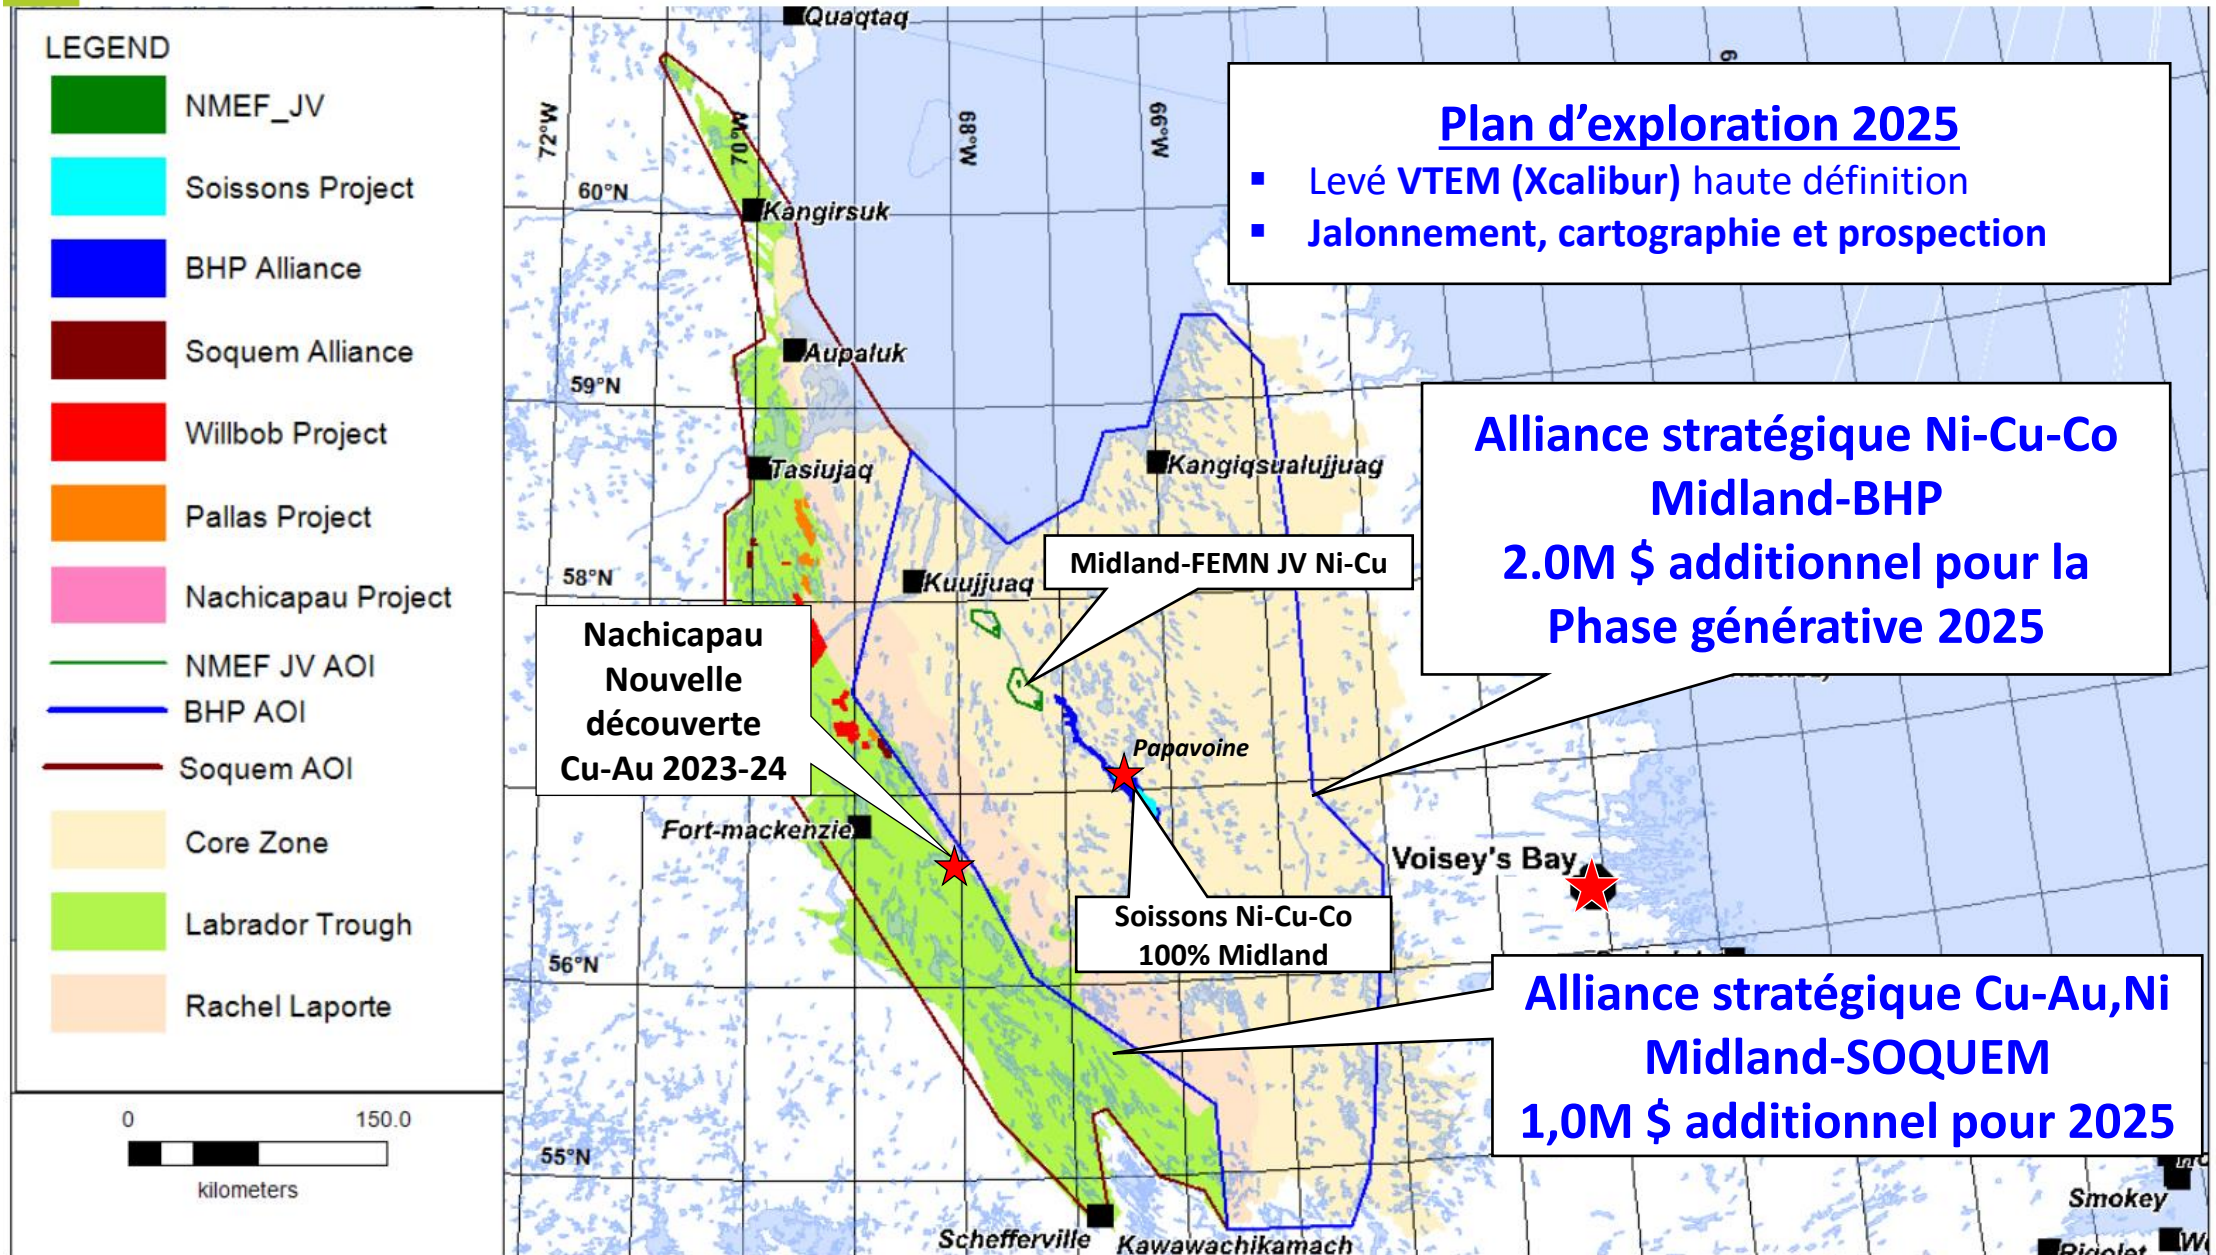 LEGEND
NMEF_JV
Soissons Project
BHP Alliance
Soquem Alliance
Willbob Project
Pallas Project
Nachicapau Project
NMEF JV AOI
BHP AOI
Soquem AOI
Core Zone
Labrador Trough
Rachel Laporte
0 150.0
kilometers
Quaqtaq
72°W
70°W
68°W
66°W
60°N
Kangirsuk
Plan d’exploration 2025
▪ Levé VTEM (Xcalibur) haute définition
▪ Jalonnement, cartographie et prospection
Aupaluk
59°N
Tasiujaq
Kangiqsualujjuaq
Alliance stratégique Ni-Cu-Co
Midland-BHP
2.0M $ additionnel pour la
Phase générative 2025
58°N
Kuujjuaq
Midland-FEMN JV Ni-Cu
Nachicapau
Nouvelle
découverte
Cu-Au 2023-24
Papavoine
Fort-mackenzie
Voisey's Bay
Soissons Ni-Cu-Co
100% Midland
56°N
Alliance stratégique Cu-Au,Ni
Midland-SOQUEM
1,0M $ additionnel pour 2025
55°N
Schefferville
Kawawachikamach
Smokey
Rigolet